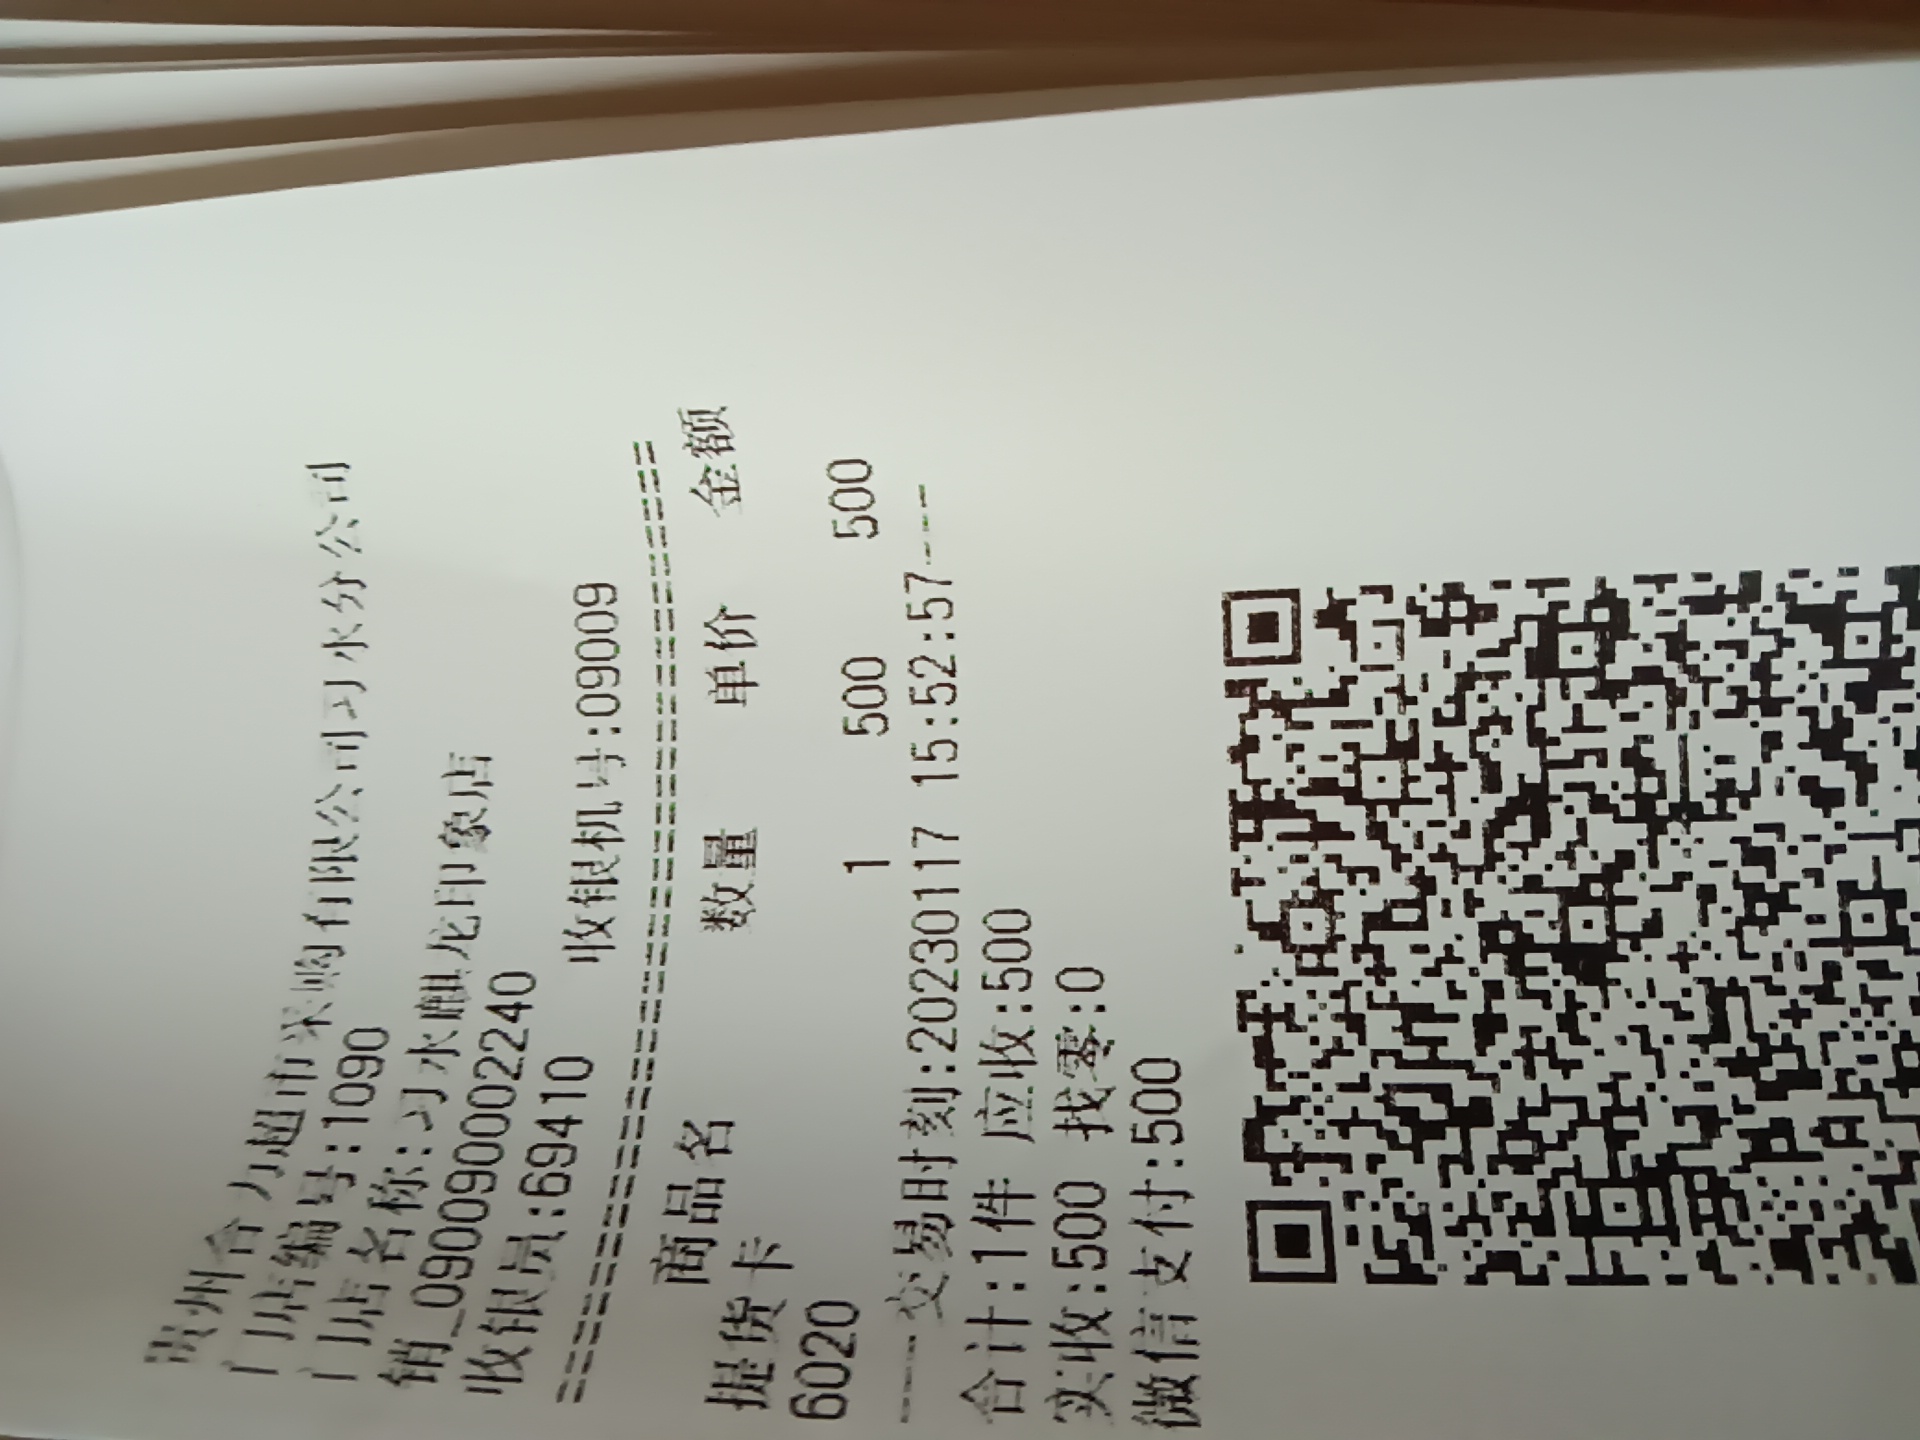 贵州合力超市采购有限公司习水分公司
门店编号:1090
门店名称:习水麒龙印象店
销_090090002240
收银员:69410 收银机号:09009
================================
商品名 数量 单价 金额
提货卡
6020 1 500 500
----交易时刻:20230117 15:52:57----
合计:1件 应收:500
实收:500 找零:0
微信支付:500